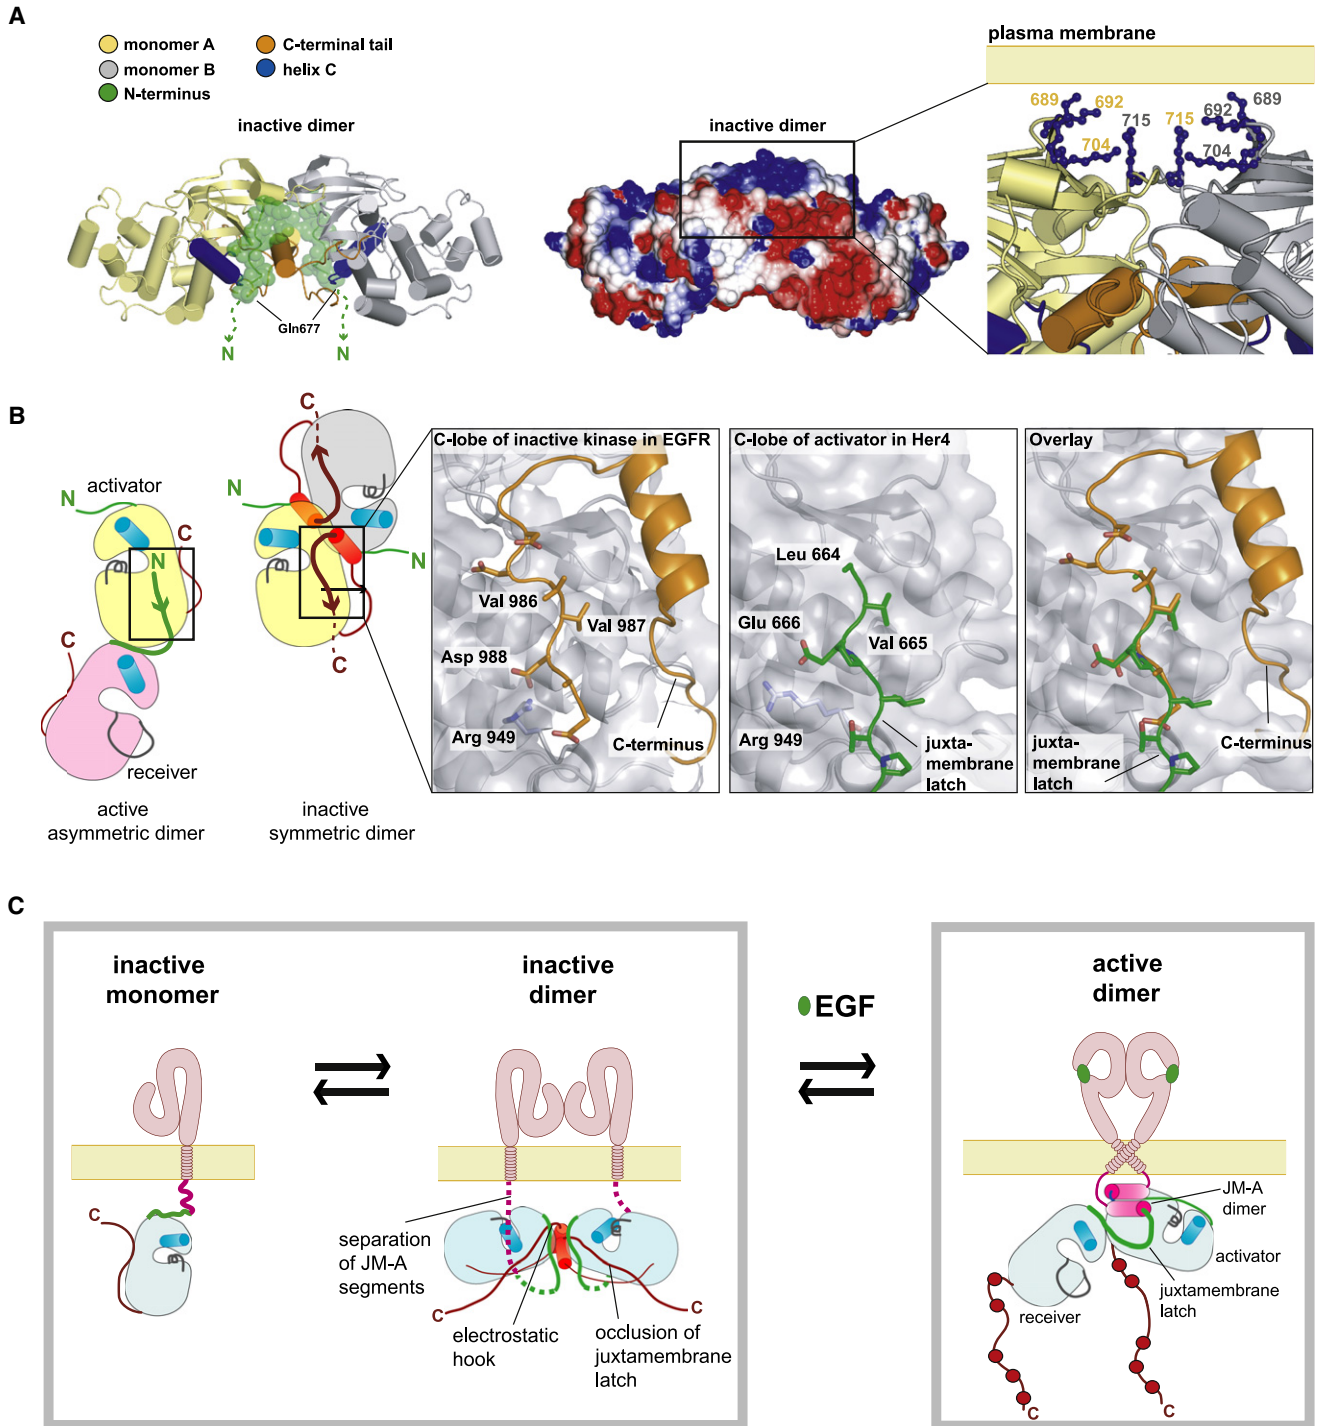 A
monomer A
monomer B
N-terminus
C-terminal tail
helix C
inactive dimer
Gln677
N
N
inactive dimer
plasma membrane
689
692
715
715
692
689
704
704
B
C
N
activator
N
C
C
receiver
active
asymmetric dimer
N
N
C
inactive
symmetric dimer
C-lobe of inactive kinase in EGFR
Val 986
Val 987
Asp 988
Arg 949
C-terminus
C-lobe of activator in Her4
Leu 664
Glu 666
Val 665
Arg 949
juxta-
membrane
latch
Overlay
juxta-
membrane
latch
C-terminus
C
inactive
monomer
C
inactive
dimer
separation
of JM-A
segments
C
C
electrostatic
hook
occlusion of
juxtamembrane
latch
EGF
active
dimer
JM-A
dimer
activator
juxtamembrane
latch
receiver
C
C